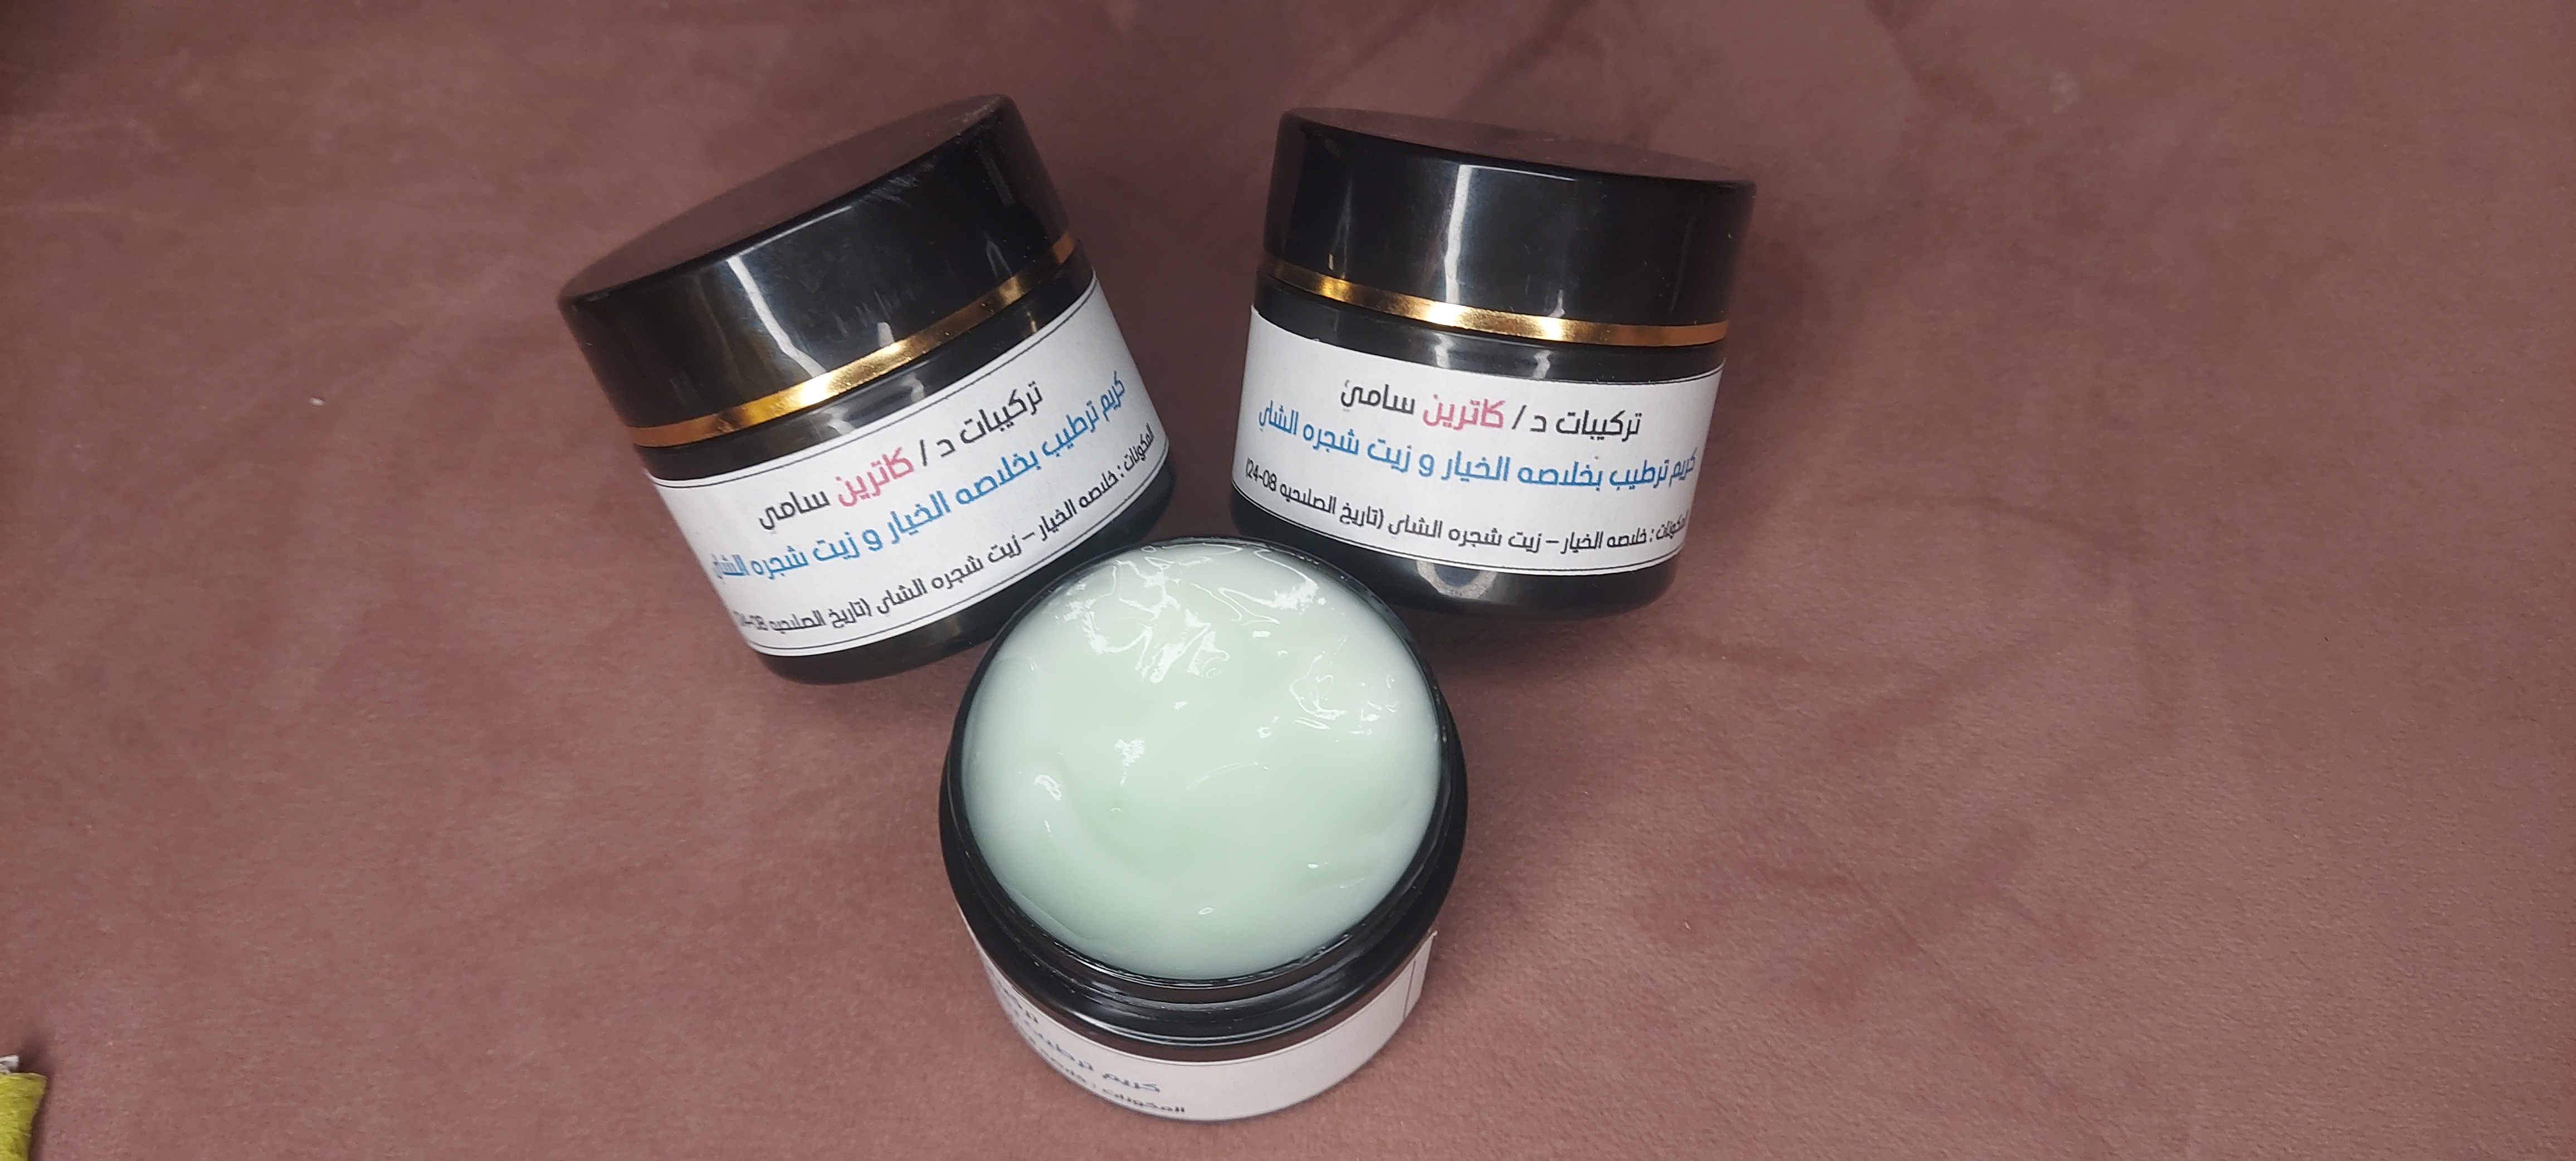 تركيبات د/ كاترين سامي
كريم ترطيب بخلاصه الخيار و زيت شجره الشاي
المكونات : خلاصه الخيار – زيت شجره الشاي (تاريخ الصلاحيه 08-24)
تركيبات د/ كاترين سامي
كريم ترطيب بخلاصه الخيار و زيت شجره الشاي
المكونات : خلاصه الخيار – زيت شجره الشاي (تاريخ الصلاحيه 08-24)
كريم ترطيب
المكونات :